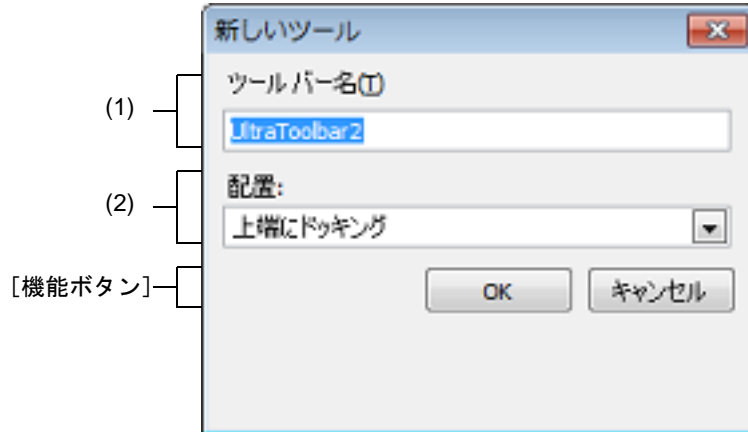 新しいツール
ツール バー名(T)
(1)
UltraToolbar2
配置:
(2)
上端にドッキング
[機能ボタン]
OK
キャンセル